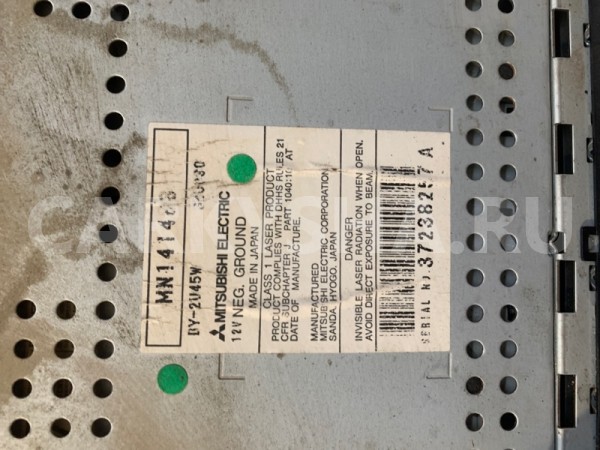 MN141468
DY-2U45W
MITSUBISHI ELECTRIC
12V NEG. GROUND
MADE IN JAPAN
CLASS 1 LASER PRODUCT
PRODUCT COMPLIES WITH DHHS RULES 21
CFR SUBCHAPTER J PART 1040:10 AT
DATE OF MANUFACTURE.
MANUFACTURED
MITSUBISHI ELECTRIC CORPORATION
SANDA, HYOGO, JAPAN
DANGER
INVISIBLE LASER RADIATION WHEN OPEN.
AVOID DIRECT EXPOSURE TO BEAM.
SERIAL NO. 37238257 A